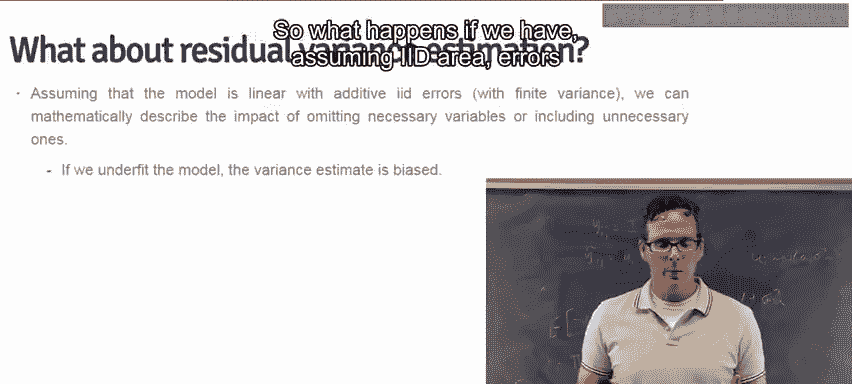 So what happens if we have,
What about residual variance estimation?
assuming IID area, errors
· Assuming that the model is linear with additive iid errors (with finite variance), we can
mathematically describe the impact of omitting necessary variables or including unnecessary
ones.
- If we underfit the model, the variance estimate is biased.